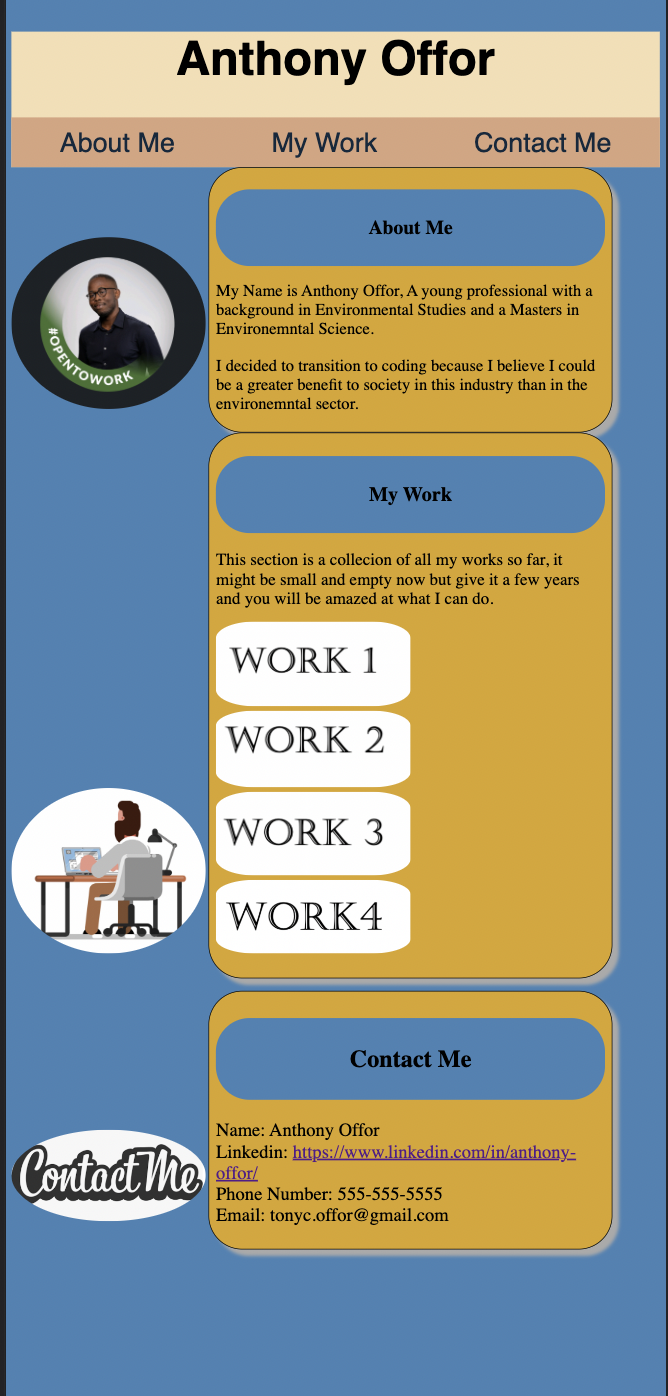 Anthony Offor
About Me My Work Contact Me
About Me
#OPENTOWORK
My Name is Anthony Offor, A young professional with a
background in Environmental Studies and a Masters in
Environemntal Science.
I decided to transition to coding because I believe I could
be a greater benefit to society in this industry than in the
environemntal sector.
My Work
This section is a collecion of all my works so far, it
might be small and empty now but give it a few years
and you will be amazed at what I can do.
WORK 1
WORK 2
WORK 3
WORK4
Contact Me
Contact Me
Name: Anthony Offor
Linkedin: https://www.linkedin.com/in/anthony-
offor/
Phone Number: 555-555-5555
Email: tonyc.offor@gmail.com